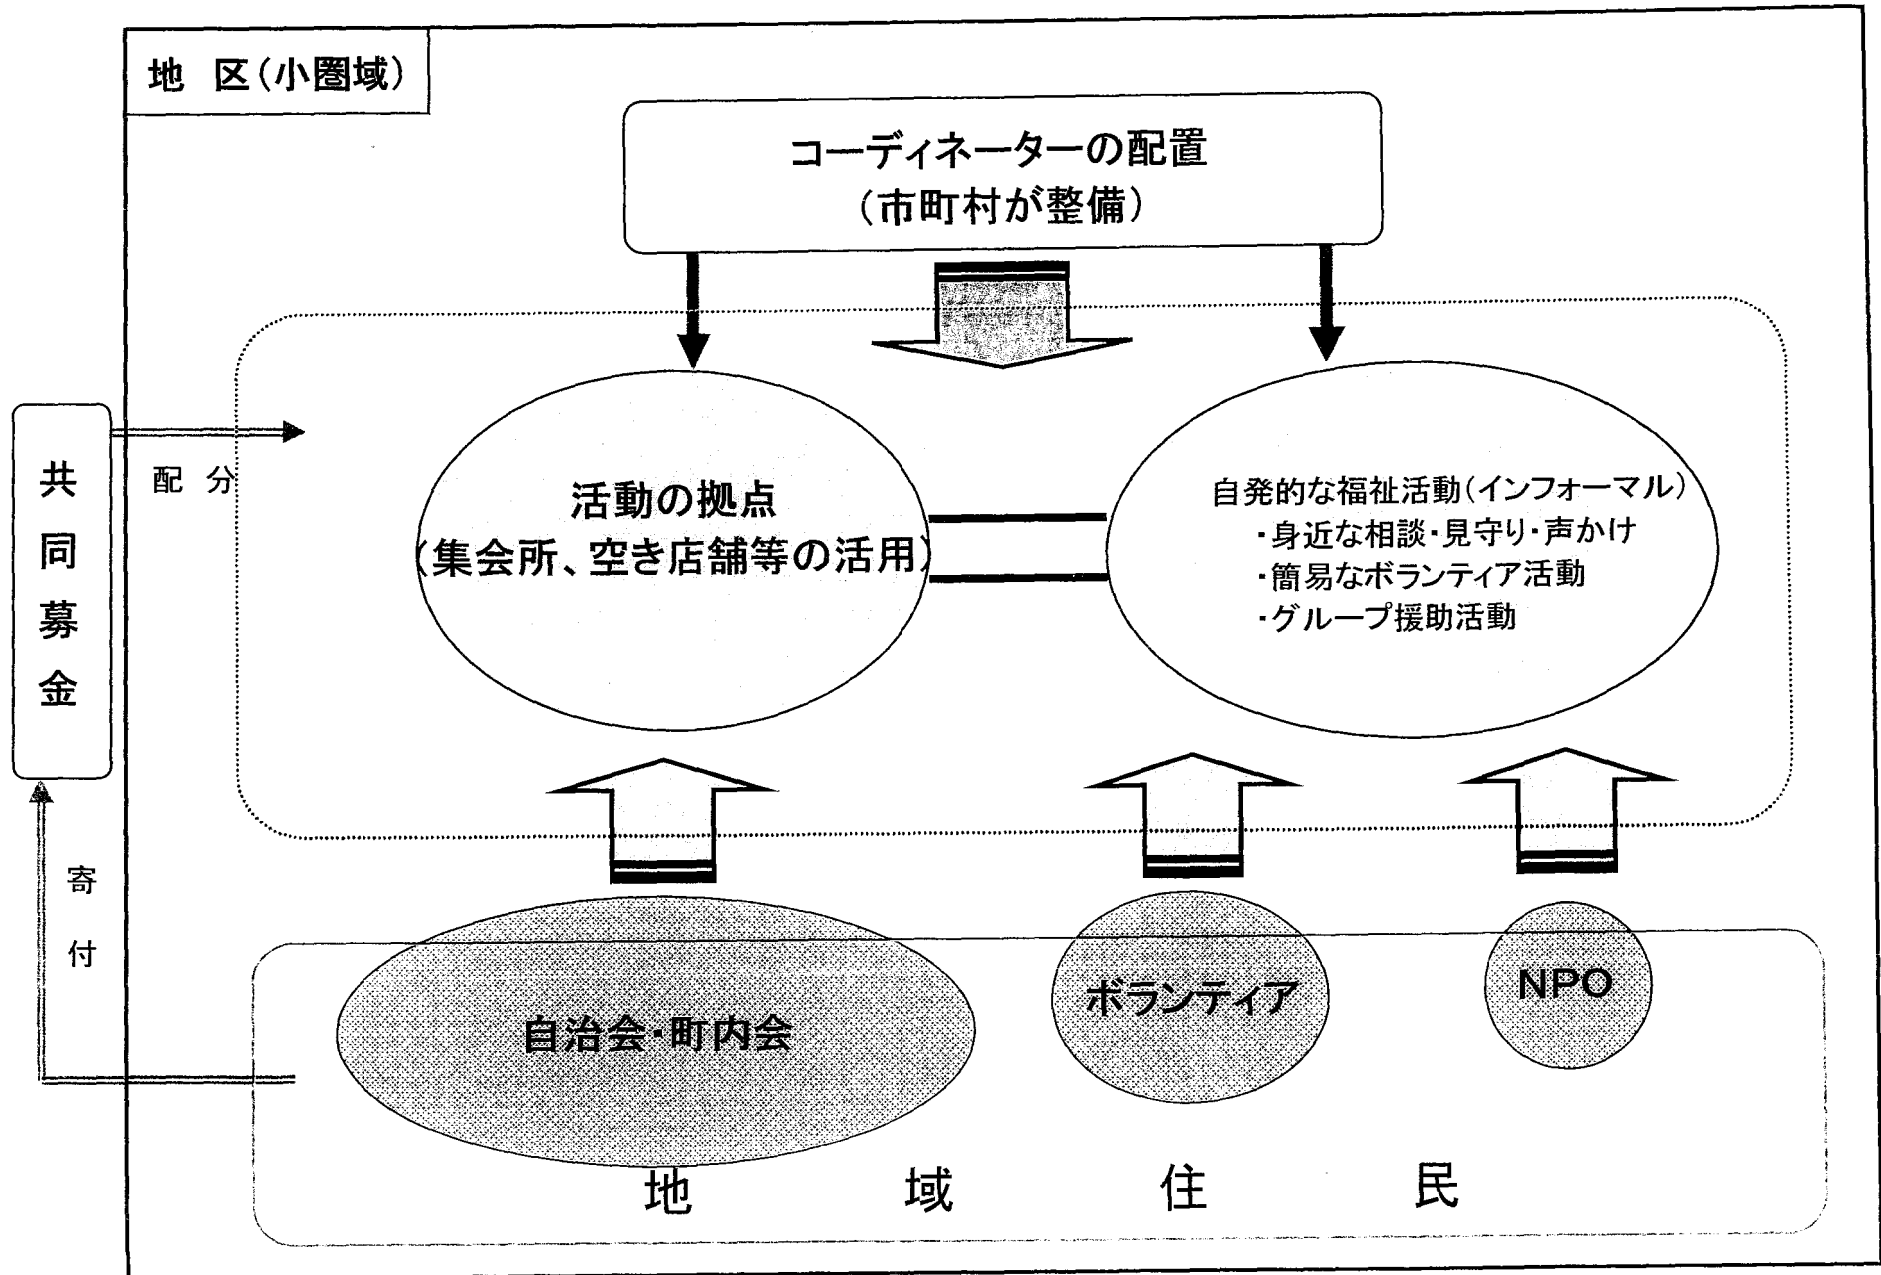 地 区(小圏域)
コーディネーターの配置
(市町村が整備)
共同募金
配 分
活動の拠点
(集会所、空き店舗等の活用)
自発的な福祉活動(インフォーマル)
・身近な相談・見守り・声かけ
・簡易なボランティア活動
・グループ援助活動
寄付
自治会・町内会
ボランティア
NPO
地 域 住 民